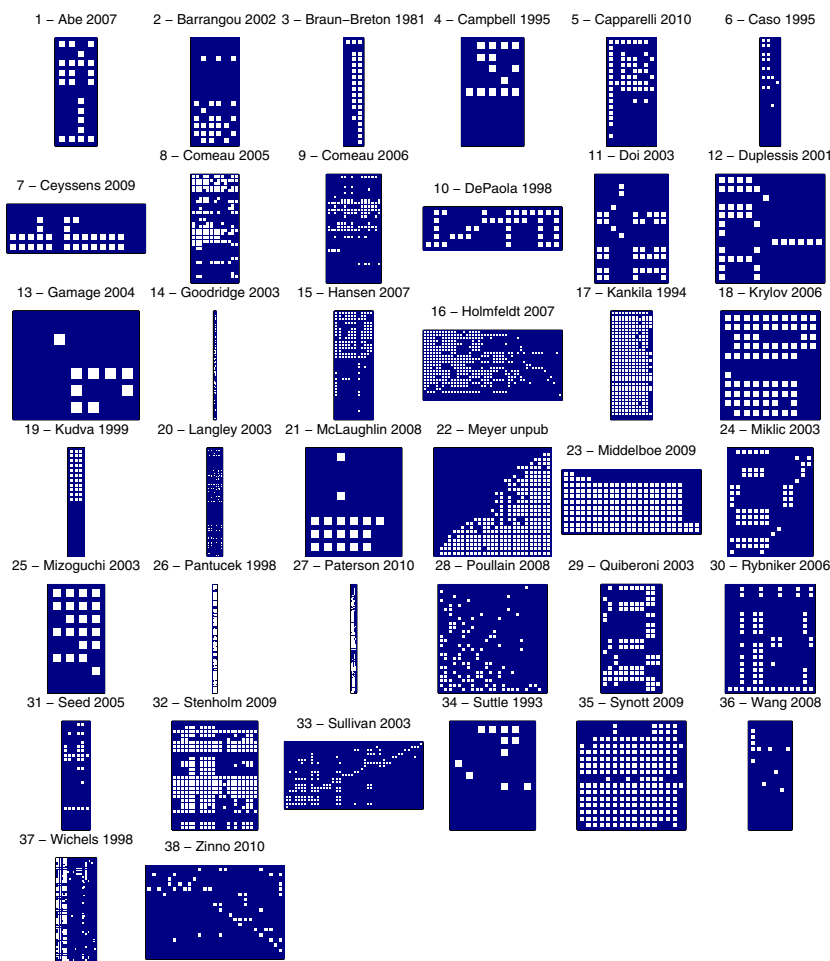 1 − Abe 2007
2 − Barrangou 2002
3 − Braun−Breton 1981
4 − Campbell 1995
5 − Capparelli 2010
6 − Caso 1995
7 − Ceyssens 2009
8 − Comeau 2005
9 − Comeau 2006
10 − DePaola 1998
11 − Doi 2003
12 − Duplessis 2001
13 − Gamage 2004
14 − Goodridge 2003
15 − Hansen 2007
16 − Holmfeldt 2007
17 − Kankila 1994
18 − Krylov 2006
19 − Kudva 1999
20 − Langley 2003
21 − McLaughlin 2008
22 − Meyer unpub
23 − Middelboe 2009
24 − Miklic 2003
25 − Mizoguchi 2003
26 − Pantucek 1998
27 − Paterson 2010
28 − Poullain 2008
29 − Quiberoni 2003
30 − Rybniker 2006
31 − Seed 2005
32 − Stenholm 2009
33 − Sullivan 2003
34 − Suttle 1993
35 − Synott 2009
36 − Wang 2008
37 − Wichels 1998
38 − Zinno 2010